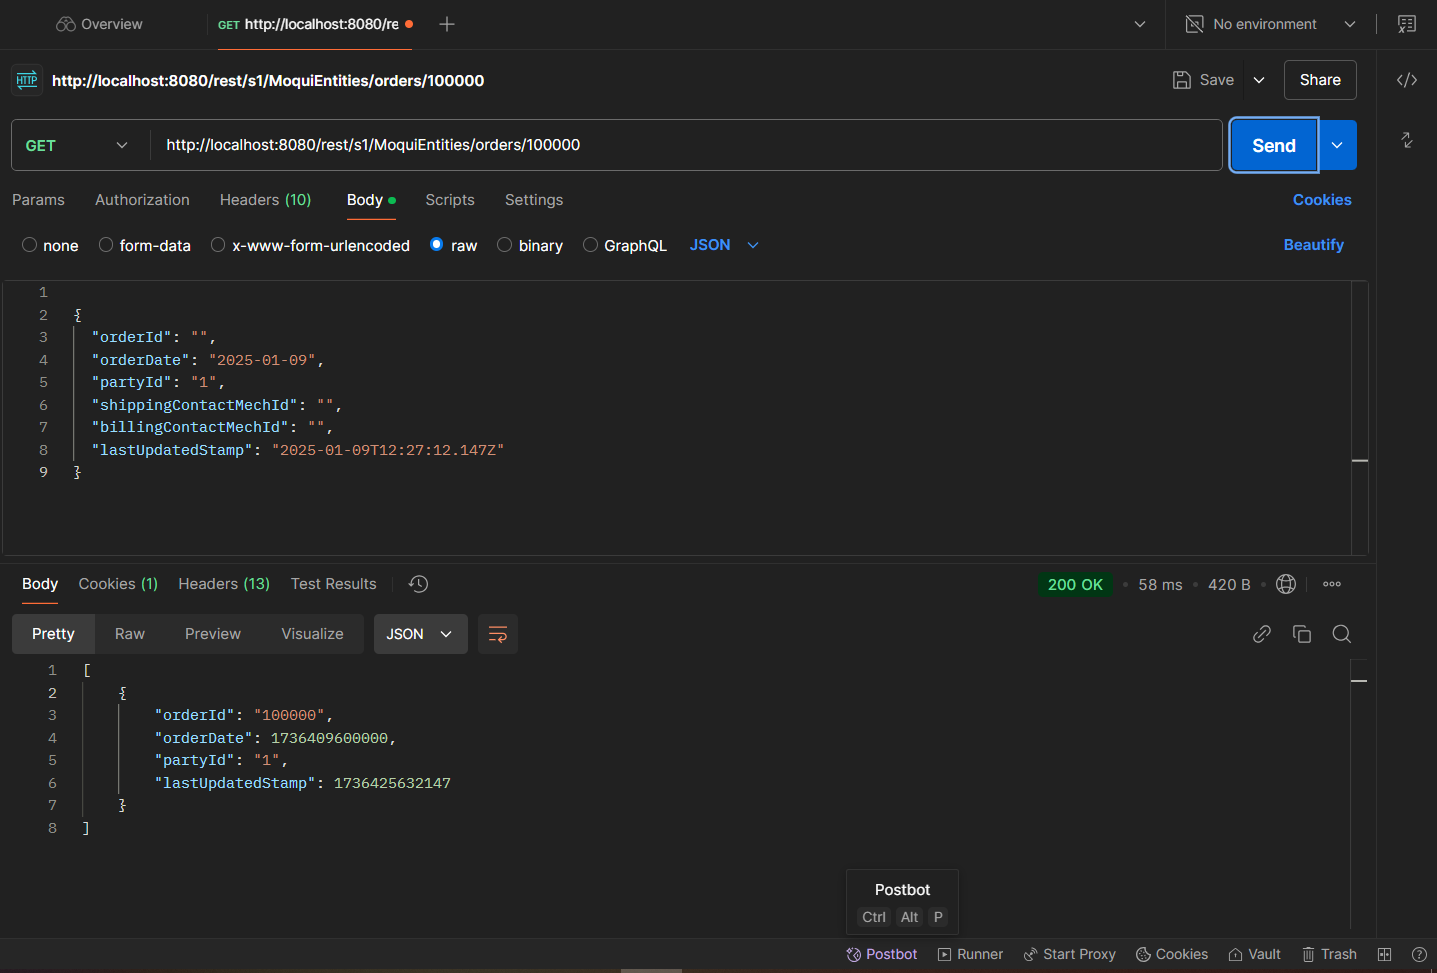 Overview GET http://localhost:8080/re No environment
HTTP http://localhost:8080/rest/s1/MoquiEntities/orders/100000 Save Share
GET http://localhost:8080/rest/s1/MoquiEntities/orders/100000 Send
Params Authorization Headers (10) Body Scripts Settings Cookies
none form-data x-www-form-urlencoded raw binary GraphQL JSON Beautify
1
2 {
3 "orderId": "",
4 "orderDate": "2025-01-09",
5 "partyId": "1",
6 "shippingContactMechId": "",
7 "billingContactMechId": "",
8 "lastUpdatedStamp": "2025-01-09T12:27:12.147Z"
9 }
Body Cookies (1) Headers (13) Test Results 200 OK • 58 ms • 420 B •
Pretty Raw Preview Visualize JSON
1 [
2 {
3 "orderId": "100000",
4 "orderDate": 1736409600000,
5 "partyId": "1",
6 "lastUpdatedStamp": 1736425632147
7 }
8 ]
Postbot
Ctrl Alt P
Postbot Runner Start Proxy Cookies Vault Trash